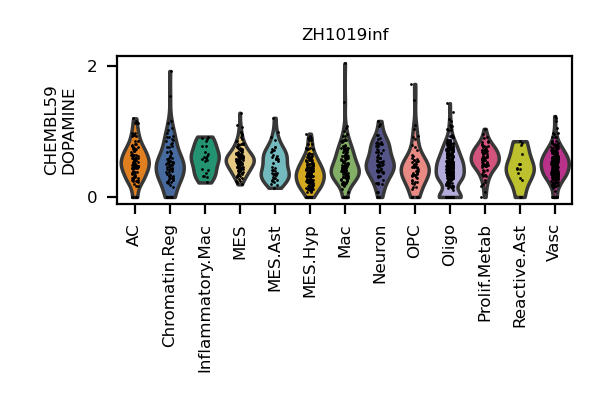 ZH1019inf
CHEMBL59
DOPAMINE
2
0
AC
Chromatin.Reg
Inflammatory.Mac
MES
MES.Ast
MES.Hyp
Mac
Neuron
OPC
Oligo
Prolif.Metab
Reactive.Ast
Vasc